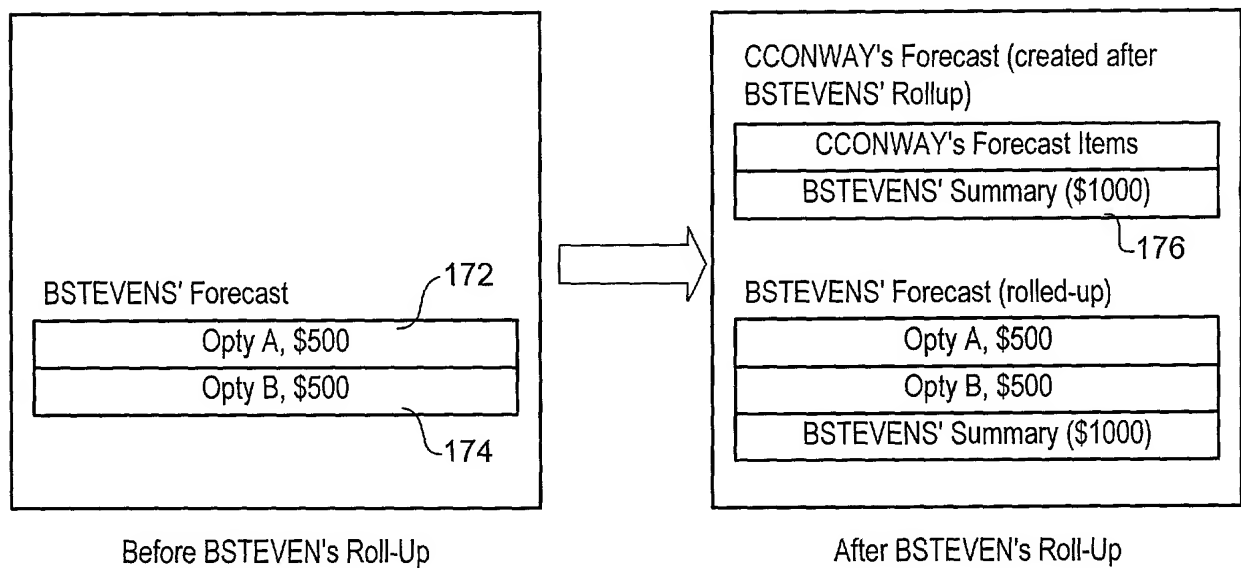 BSTEVENS' Forecast
172
Opty A, $500
Opty B, $500
174
Before BSTEVEN's Roll-Up
CCONWAY's Forecast (created after
BSTEVENS' Rollup)
CCONWAY's Forecast Items
BSTEVENS' Summary ($1000)
176
BSTEVENS' Forecast (rolled-up)
Opty A, $500
Opty B, $500
BSTEVENS' Summary ($1000)
After BSTEVEN's Roll-Up